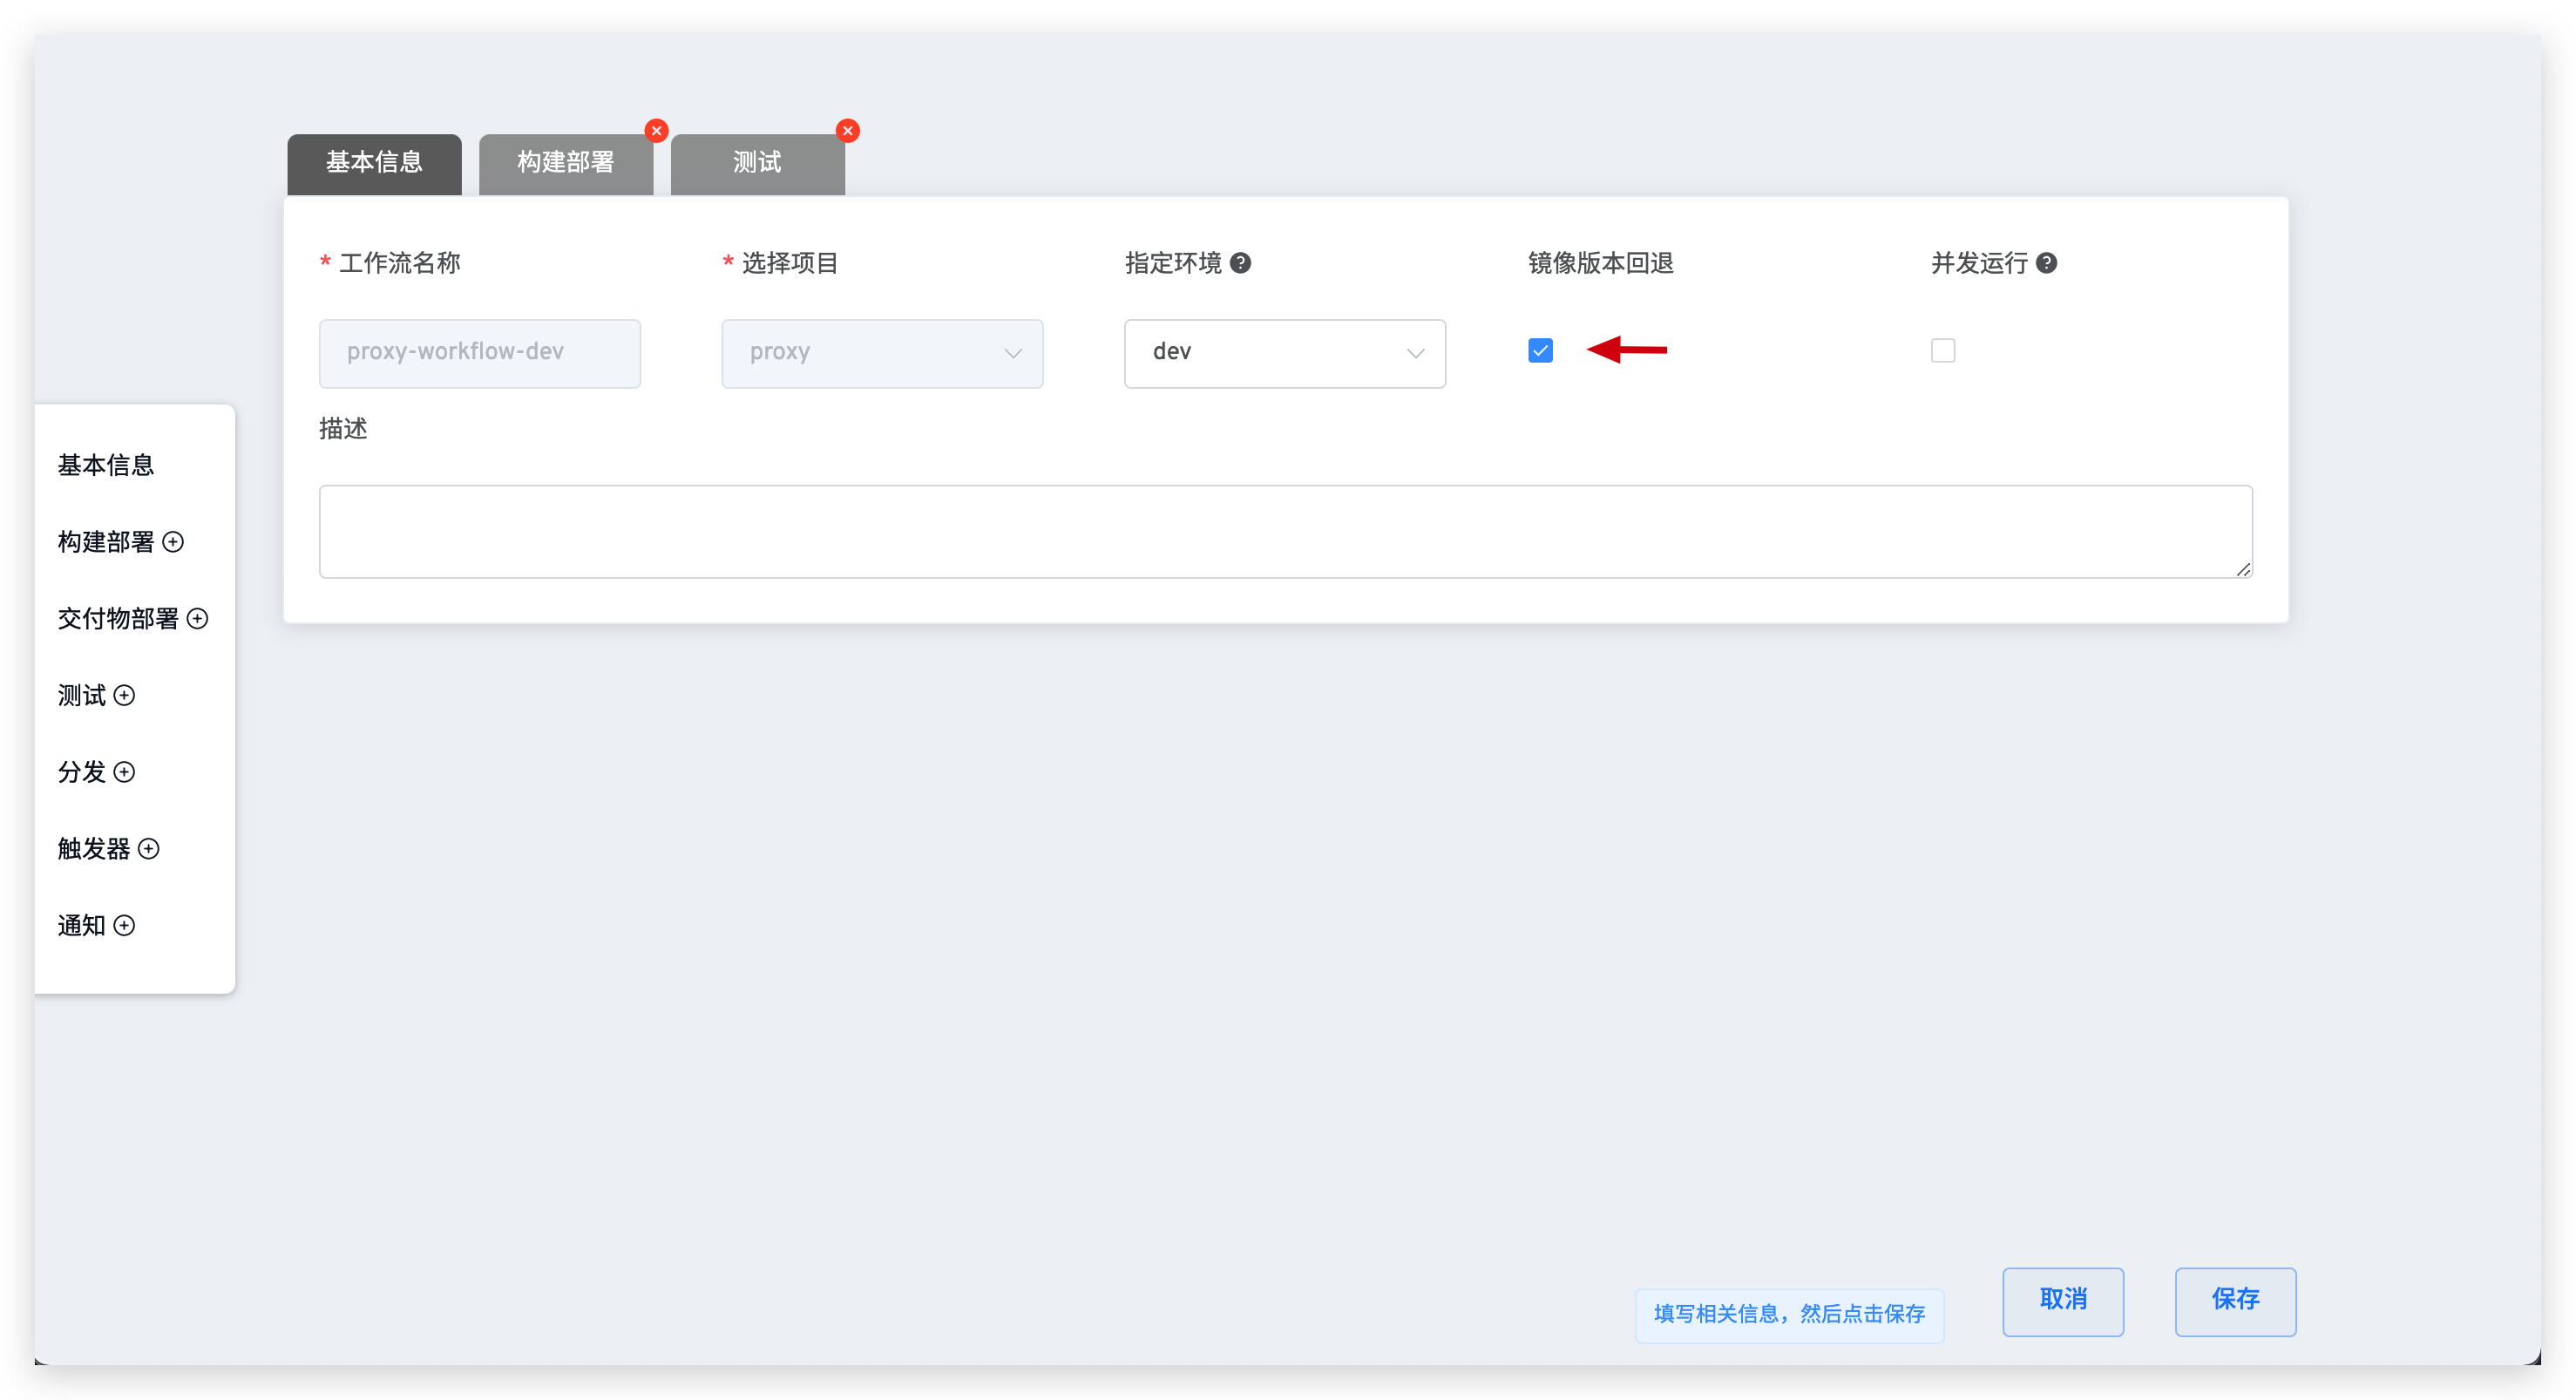 基本信息
构建部署
测试
* 工作流名称
* 选择项目
指定环境
镜像版本回退
并发运行
proxy-workflow-dev
proxy
dev
描述
基本信息
构建部署
交付物部署
测试
分发
触发器
通知
填写相关信息，然后点击保存
取消
保存